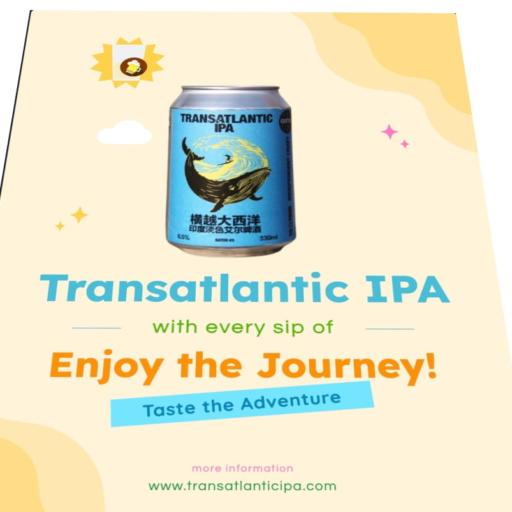 TRANSATLANTIC
IPA
横越大西洋
印度淡色艾尔啤酒
330ml
Transatlantic IPA
with every sip of
Enjoy the Journey!
Taste the Adventure
more information
www.transatlanticipa.com